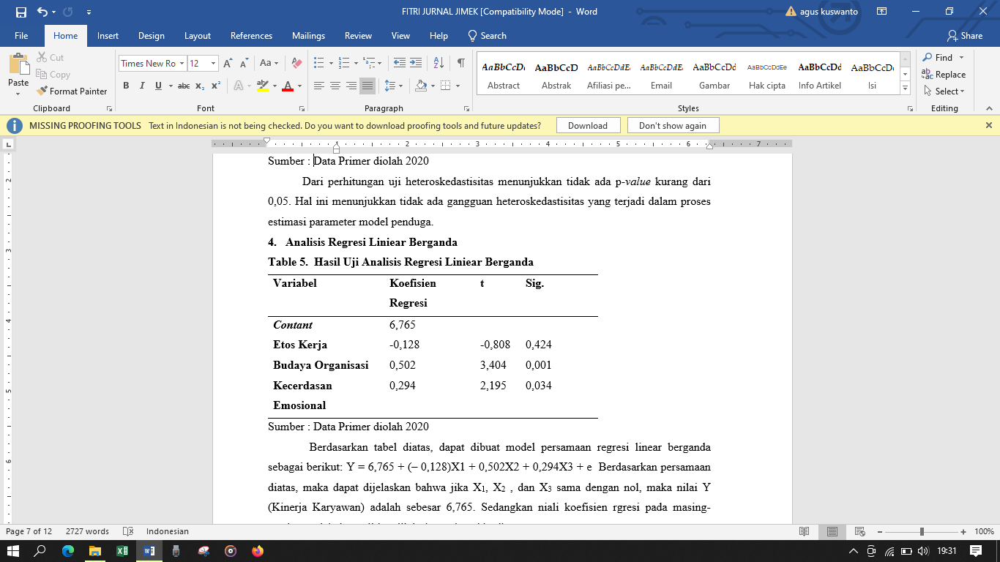 FITRI JURNAL JIMEK [Compatibility Mode] - Word
agus kuswanto
File Home Insert Design Layout References Mailings Review View Help Search Share
Paste
Cut
Copy
Format Painter
Clipboard
Times New Ro 12
Font
Paragraph
AaBbCcDı AaBbCcD AaBbCcDdE AaBbCcDdE. AaBbCcDd AaBbCcDdEe AaBbCcDd AaBbCcDı
Abstract Abstrak Afiliasi pe... Email Gambar Hak cipta Info Artikel Isi
Styles
Find
Replace
Select
Editing
MISSING PROOFING TOOLS Text in Indonesian is not being checked. Do you want to download proofing tools and future updates? Download Don't show again
1 2 3 4 5 6 7
Sumber : Data Primer diolah 2020
Dari perhitungan uji heteroskedastisitas menunjukkan tidak ada p-value kurang dari
0,05. Hal ini menunjukkan tidak ada gangguan heteroskedastisitas yang terjadi dalam proses
estimasi parameter model penduga.
4. Analisis Regresi Liniear Berganda
Table 5. Hasil Uji Analisis Regresi Liniear Berganda
Variabel Koefisien t Sig.
Regresi
Contant 6,765
Etos Kerja -0,128 -0,808 0,424
Budaya Organisasi 0,502 3,404 0,001
Kecerdasan 0,294 2,195 0,034
Emosional
Sumber : Data Primer diolah 2020
Berdasarkan tabel diatas, dapat dibuat model persamaan regresi linear berganda
sebagai berikut: Y = 6,765 + (– 0,128)X1 + 0,502X2 + 0,294X3 + e Berdasarkan persamaan
diatas, maka dapat dijelaskan bahwa jika X1, X2 , dan X3 sama dengan nol, maka nilai Y
(Kinerja Karyawan) adalah sebesar 6,765. Sedangkan niali koefisien rgresi pada masing-
Page 7 of 12 2727 words Indonesian 100%
19:31